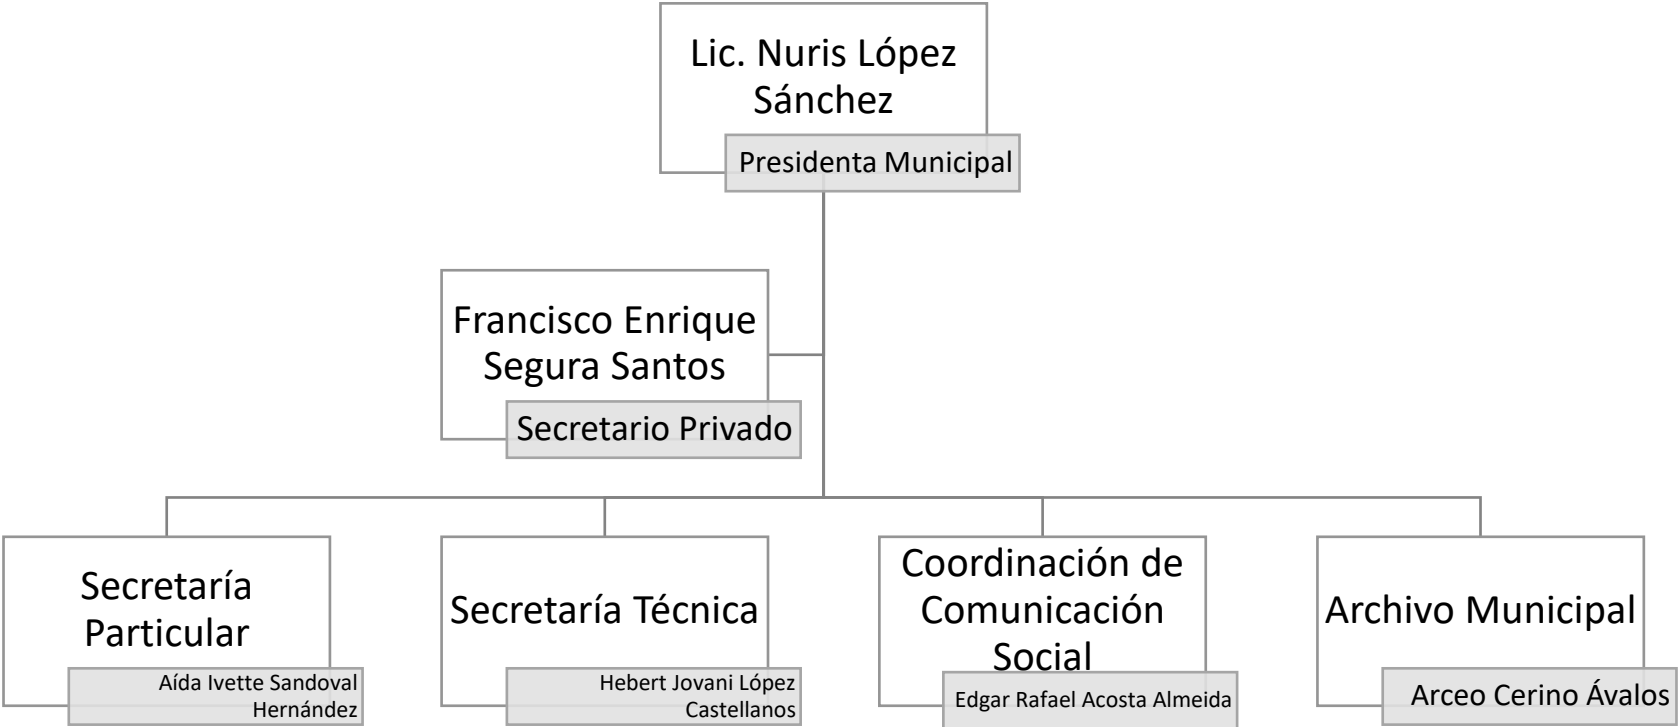 Lic. Nuris López
Sánchez
Presidenta Municipal
Francisco Enrique
Segura Santos
Secretario Privado
Secretaría
Particular
Aída Ivette Sandoval
Hernández
Secretaría Técnica
Hebert Jovani López
Castellanos
Coordinación de
Comunicación
Social
Edgar Rafael Acosta Almeida
Archivo Municipal
Arceo Cerino Ávalos